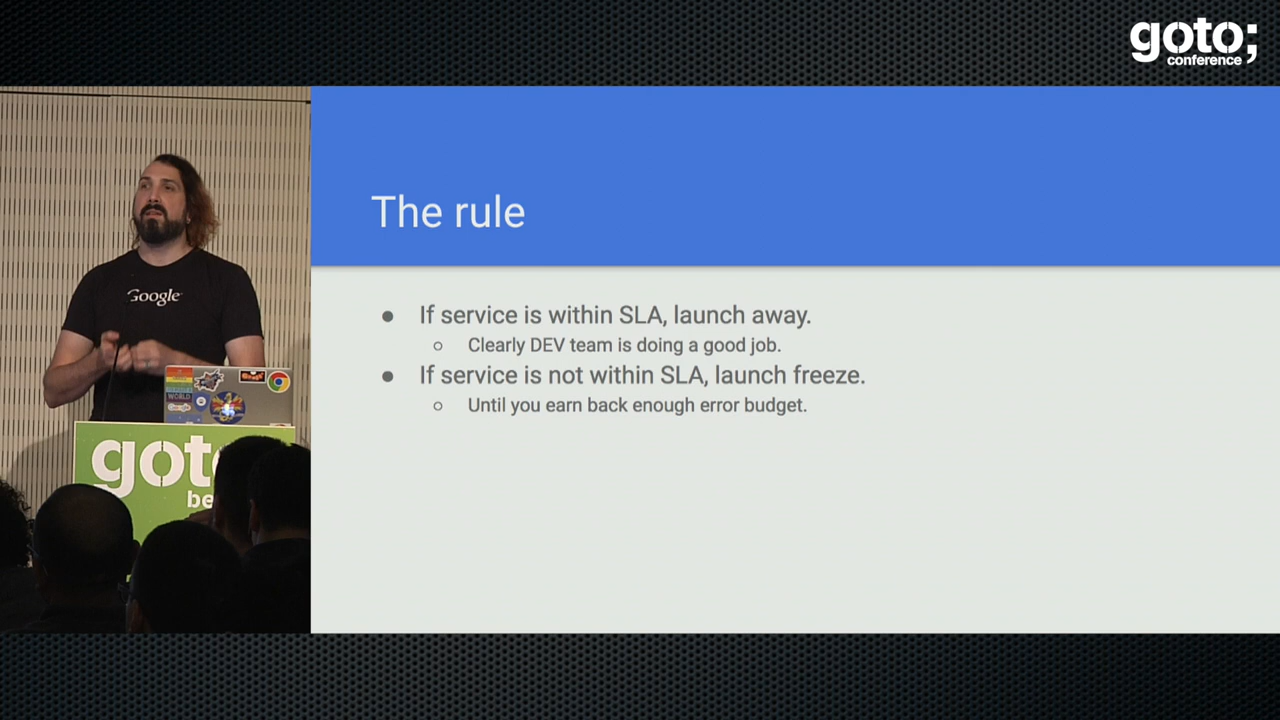 goto;
conference
The rule
If service is within SLA, launch away.
Clearly DEV team is doing a good job.
If service is not within SLA, launch freeze.
Until you earn back enough error budget.
Google
WORLD
goto
be